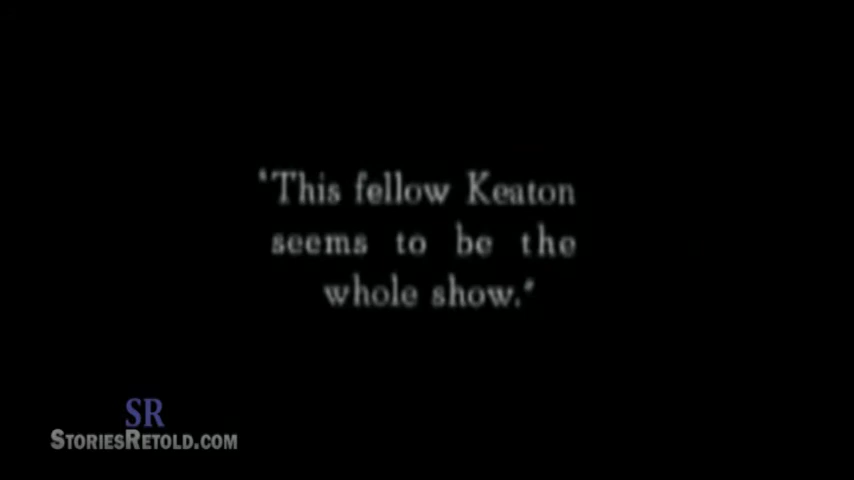 "This fellow Keaton
seems to be the
whole show."
SR
STORIESRETOLD.COM